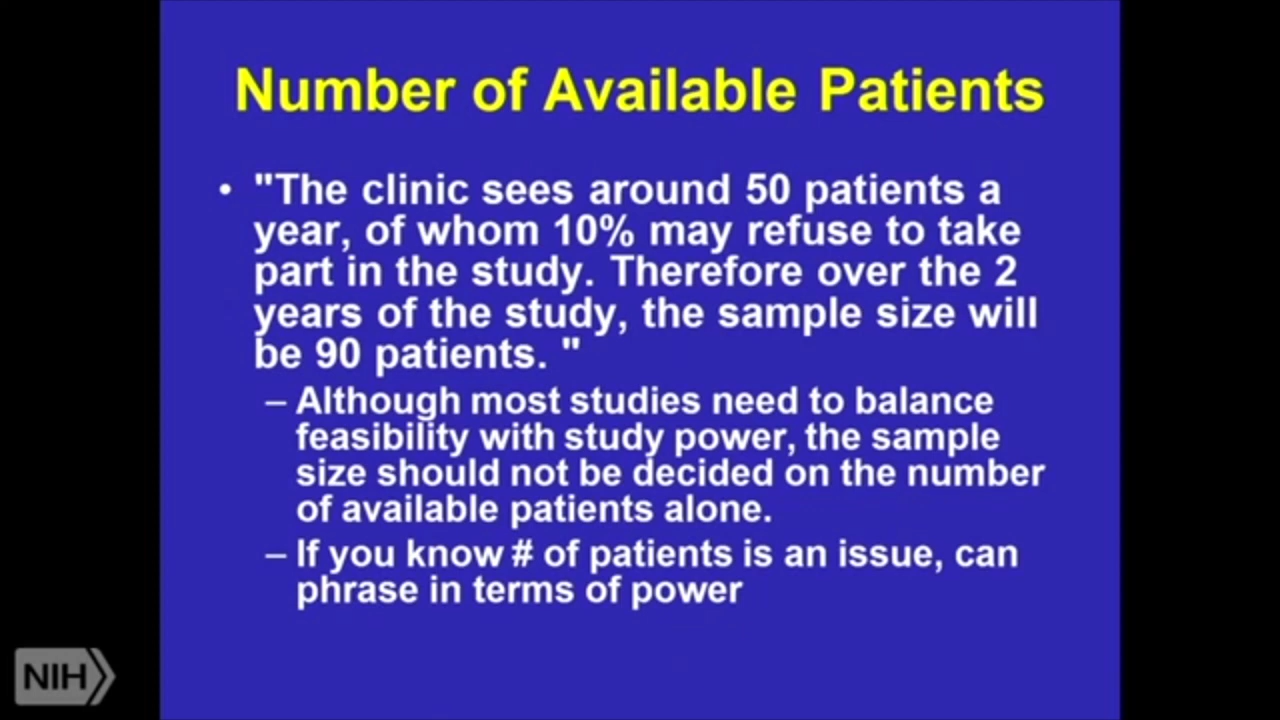 Number of Available Patients
• "The clinic sees around 50 patients a
year, of whom 10% may refuse to take
part in the study. Therefore over the 2
years of the study, the sample size will
be 90 patients. "
– Although most studies need to balance
feasibility with study power, the sample
size should not be decided on the number
of available patients alone.
– If you know # of patients is an issue, can
phrase in terms of power
NIH